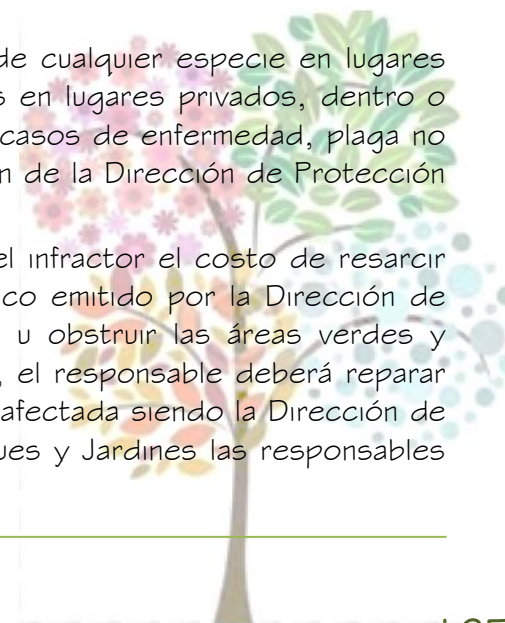 de cualquier especie en lugares
s en lugares privados, dentro o
casos de enfermedad, plaga no
n de la Dirección de Protección
el infractor el costo de resarcir
co emitido por la Dirección de
u obstruir las áreas verdes y
, el responsable deberá reparar
afectada siendo la Dirección de
ues y Jardines las responsables